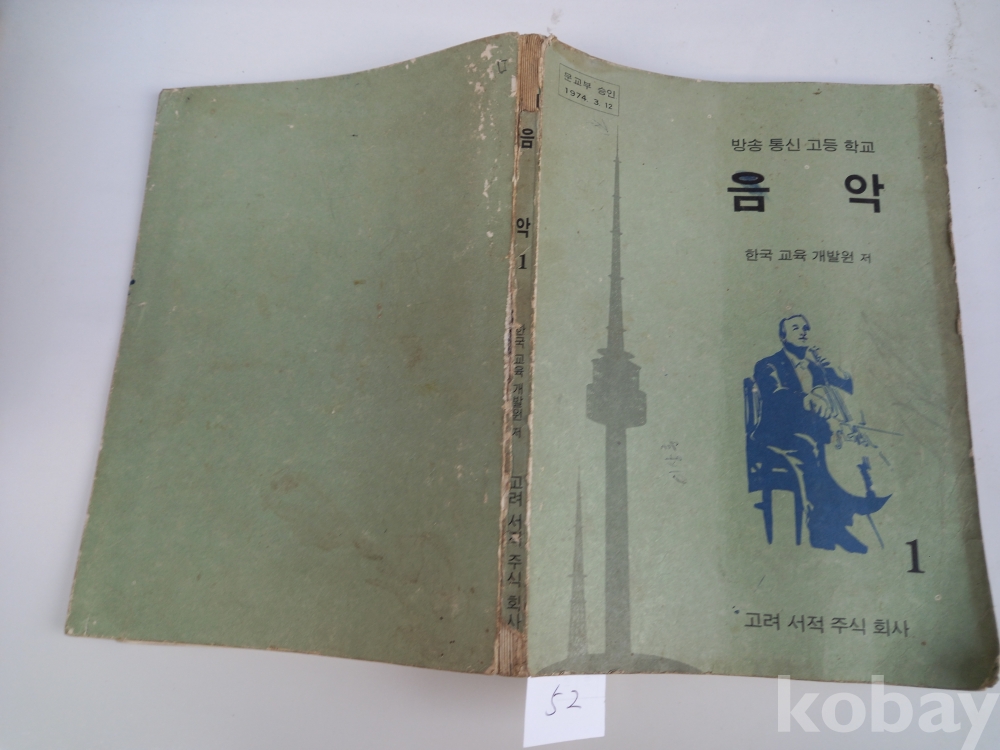 문교부 승인
1974 3. 12
방송 통신 고등 학교
음 악
한국 교육 개발원 저
1
고려 서적 주식 회사
음 악 1 한국 교육 개발원 저 고려 서적 주식 회사
52
kobay